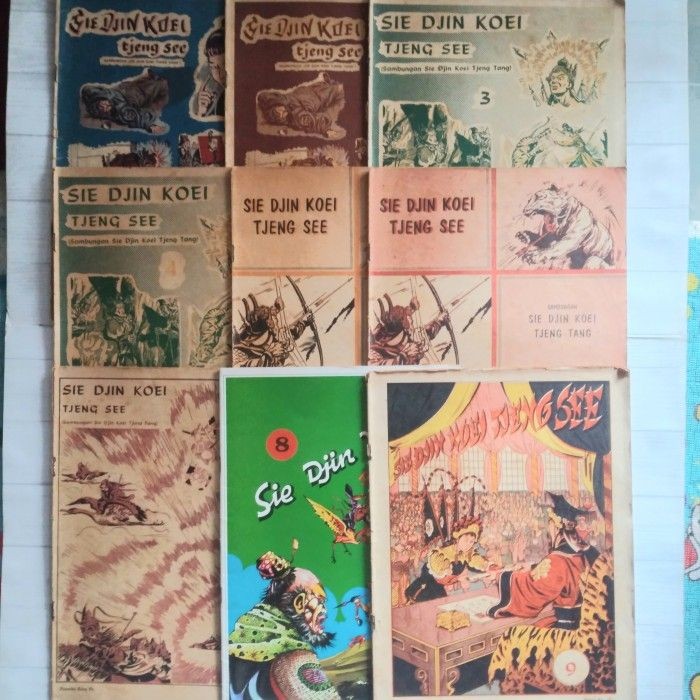 SIE DJIN KOEI
tjeng see
SIE DJIN KOEI
tjeng see
SIE DJIN KOEI
TJENG SEE
(Sambungan Sie Djin Koei Tjeng Tang)
3
SIE DJIN KOEI
TJENG SEE
(Sambungan Sie Djin Koei Tjeng Tang)
4
SIE DJIN KOEI
TJENG SEE
SIE DJIN KOEI
TJENG SEE
SAMBUNGAN
SIE DJIN KOEI
TJENG TANG
SIE DJIN KOEI
TJENG SEE
(Sambungan Sie Djin Koei Tjeng Tang)
8
Sie Djin
SIE DJIN KOEI TJENG SEE
9